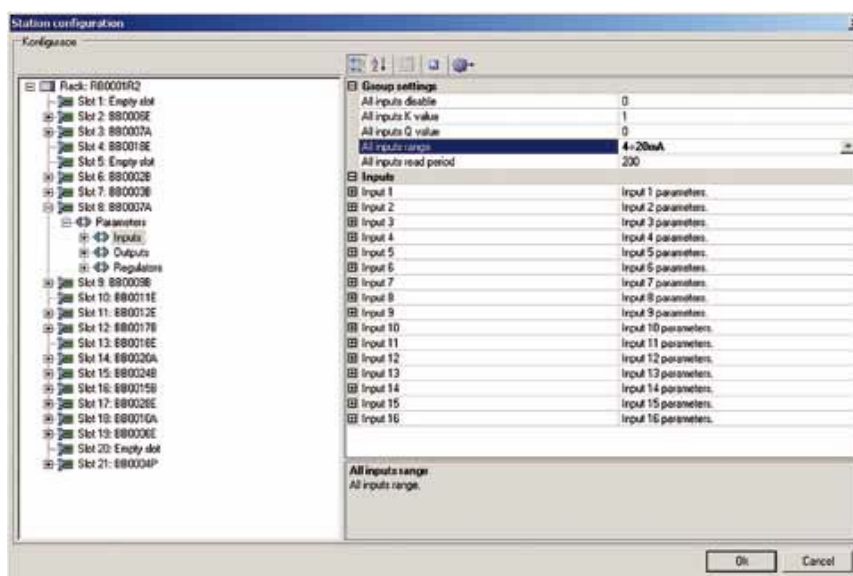 Station configuration
Konfigurace
Rack: RB0001R2
Slot 1: Empty slot
Slot 2: BB0006E
Slot 3: BB0007A
Slot 4: BB0018E
Slot 5: Empty slot
Slot 6: BB0002B
Slot 7: BB0003B
Slot 8: BB0007A
Parameters
Inputs
Outputs
Regulators
Slot 9: BB0009B
Slot 10: BB0011E
Slot 11: BB0012E
Slot 12: BB0017B
Slot 13: BB0018E
Slot 14: BB0020A
Slot 15: BB0024B
Slot 16: BB0015B
Slot 17: BB0028E
Slot 18: BB0010A
Slot 19: BB0006E
Slot 20: Empty slot
Slot 21: BB0004P
Group settings
All inputs disable 0
All inputs K value 1
All inputs Q value 0
All inputs range 4÷20mA
All inputs read period 200
Inputs
Input 1 Input 1 parameters.
Input 2 Input 2 parameters.
Input 3 Input 3 parameters.
Input 4 Input 4 parameters.
Input 5 Input 5 parameters.
Input 6 Input 6 parameters.
Input 7 Input 7 parameters.
Input 8 Input 8 parameters.
Input 9 Input 9 parameters.
Input 10 Input 10 parameters.
Input 11 Input 11 parameters.
Input 12 Input 12 parameters.
Input 13 Input 13 parameters.
Input 14 Input 14 parameters.
Input 15 Input 15 parameters.
Input 16 Input 16 parameters.
All inputs range
All inputs range.
Ok Cancel